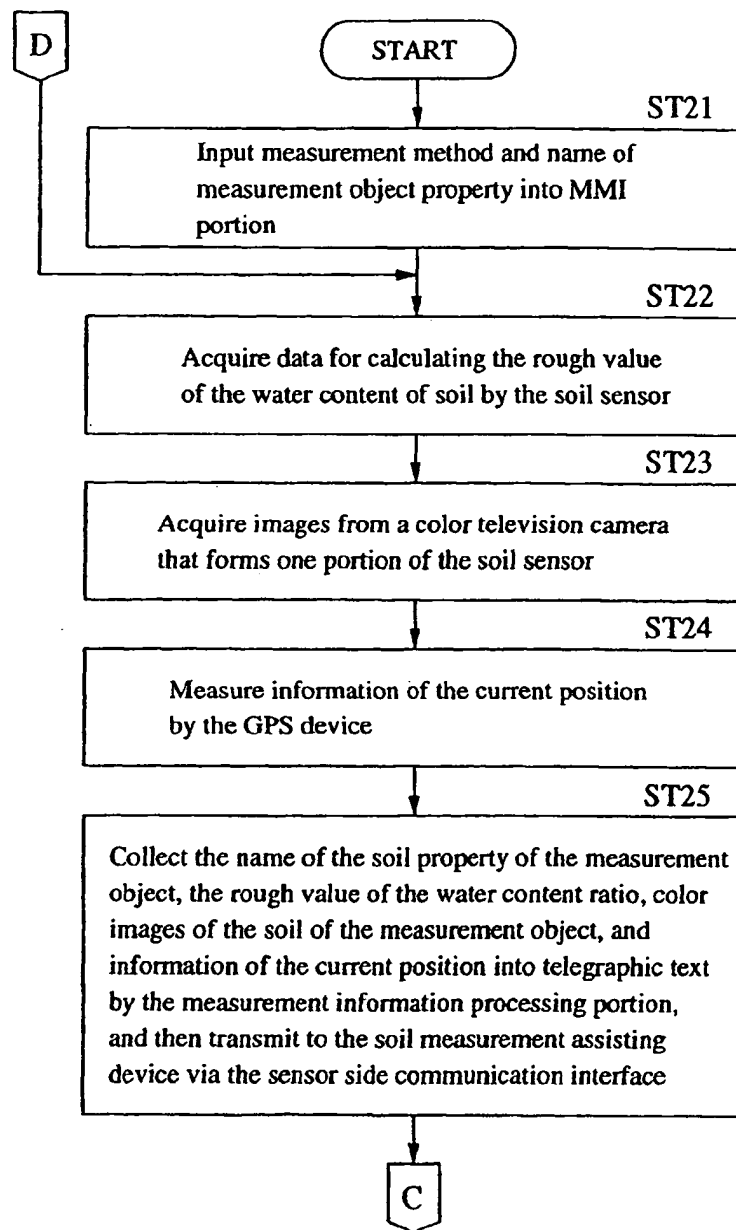 D
START
ST21
Input measurement method and name of
measurement object property into MMI
portion
ST22
Acquire data for calculating the rough value
of the water content of soil by the soil sensor
ST23
Acquire images from a color television camera
that forms one portion of the soil sensor
ST24
Measure information of the current position
by the GPS device
ST25
Collect the name of the soil property of the measurement
object, the rough value of the water content ratio, color
images of the soil of the measurement object, and
information of the current position into telegraphic text
by the measurement information processing portion,
and then transmit to the soil measurement assisting
device via the sensor side communication interface
C